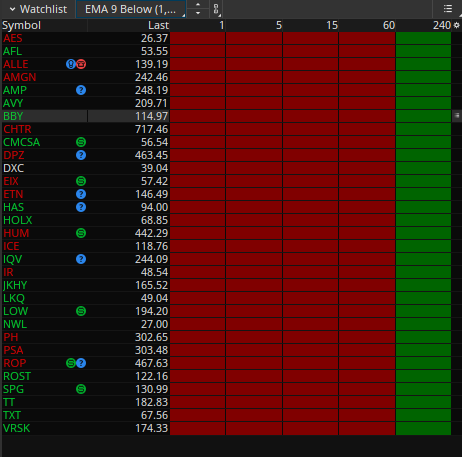 Watchlist EMA 9 Below (1,...
Symbol Last 1 5 15 60 240
AES 26.37
AFL 53.55
ALLE 139.19
AMGN 242.46
AMP ? 248.19
AVY 209.71
BBY 114.97
CHTR 717.46
CMCSA 56.54
DPZ ? 463.45
DXC 39.04
EIX 57.42
ETN ? 146.49
HAS ? 94.00
HOLX 68.85
HUM 442.29
ICE 118.76
IQV ? 244.09
IR 48.54
JKHY 165.52
LKQ 49.04
LOW 194.20
NWL 27.00
PH 302.65
PSA 303.48
ROP ? 467.63
ROST 122.16
SPG 130.99
TT 182.83
TXT 67.56
VRSK 174.33